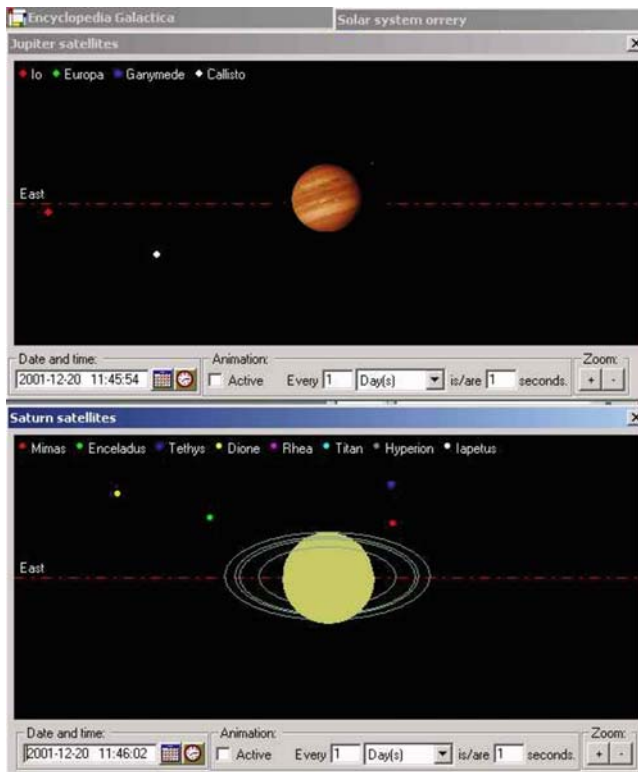 Encyclopedia Galactica
Solar system orrery
Jupiter satellites
Io Europa Ganymede Callisto
East
Date and time: Animation: Zoom:
2001-12-20 11:45:54 Active Every 1 Day(s) is/are 1 seconds. + -
Saturn satellites
Mimas Enceladus Tethys Dione Rhea Titan Hyperion Iapetus
East
Date and time: Animation: Zoom:
2001-12-20 11:46:02 Active Every 1 Day(s) is/are 1 seconds. + -